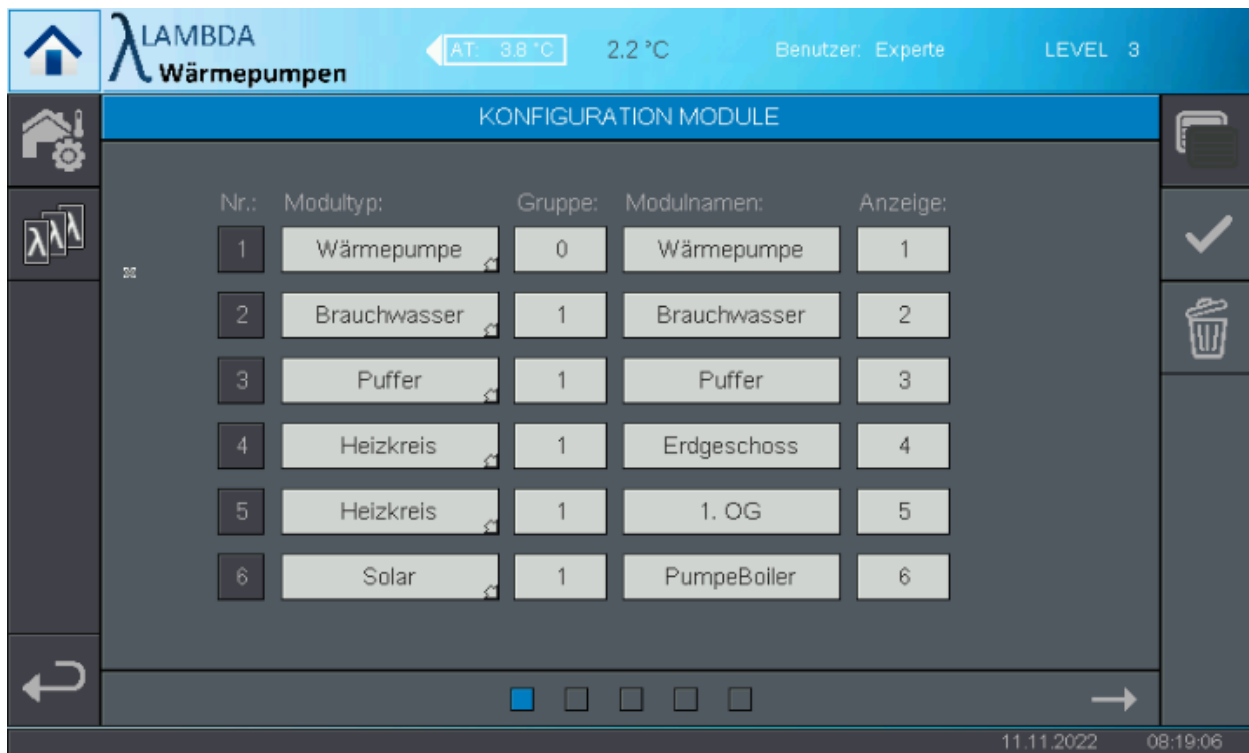 LAMBDA
Wärmepumpen
AT: 3.8 °C
2.2 °C
Benutzer: Experte
LEVEL 3
KONFIGURATION MODULE
Nr.: Modultyp: Gruppe: Modulnamen: Anzeige:
1 Wärmepumpe 0 Wärmepumpe 1
2 Brauchwasser 1 Brauchwasser 2
3 Puffer 1 Puffer 3
4 Heizkreis 1 Erdgeschoss 4
5 Heizkreis 1 1. OG 5
6 Solar 1 PumpeBoiler 6
11.11.2022 08:19:06